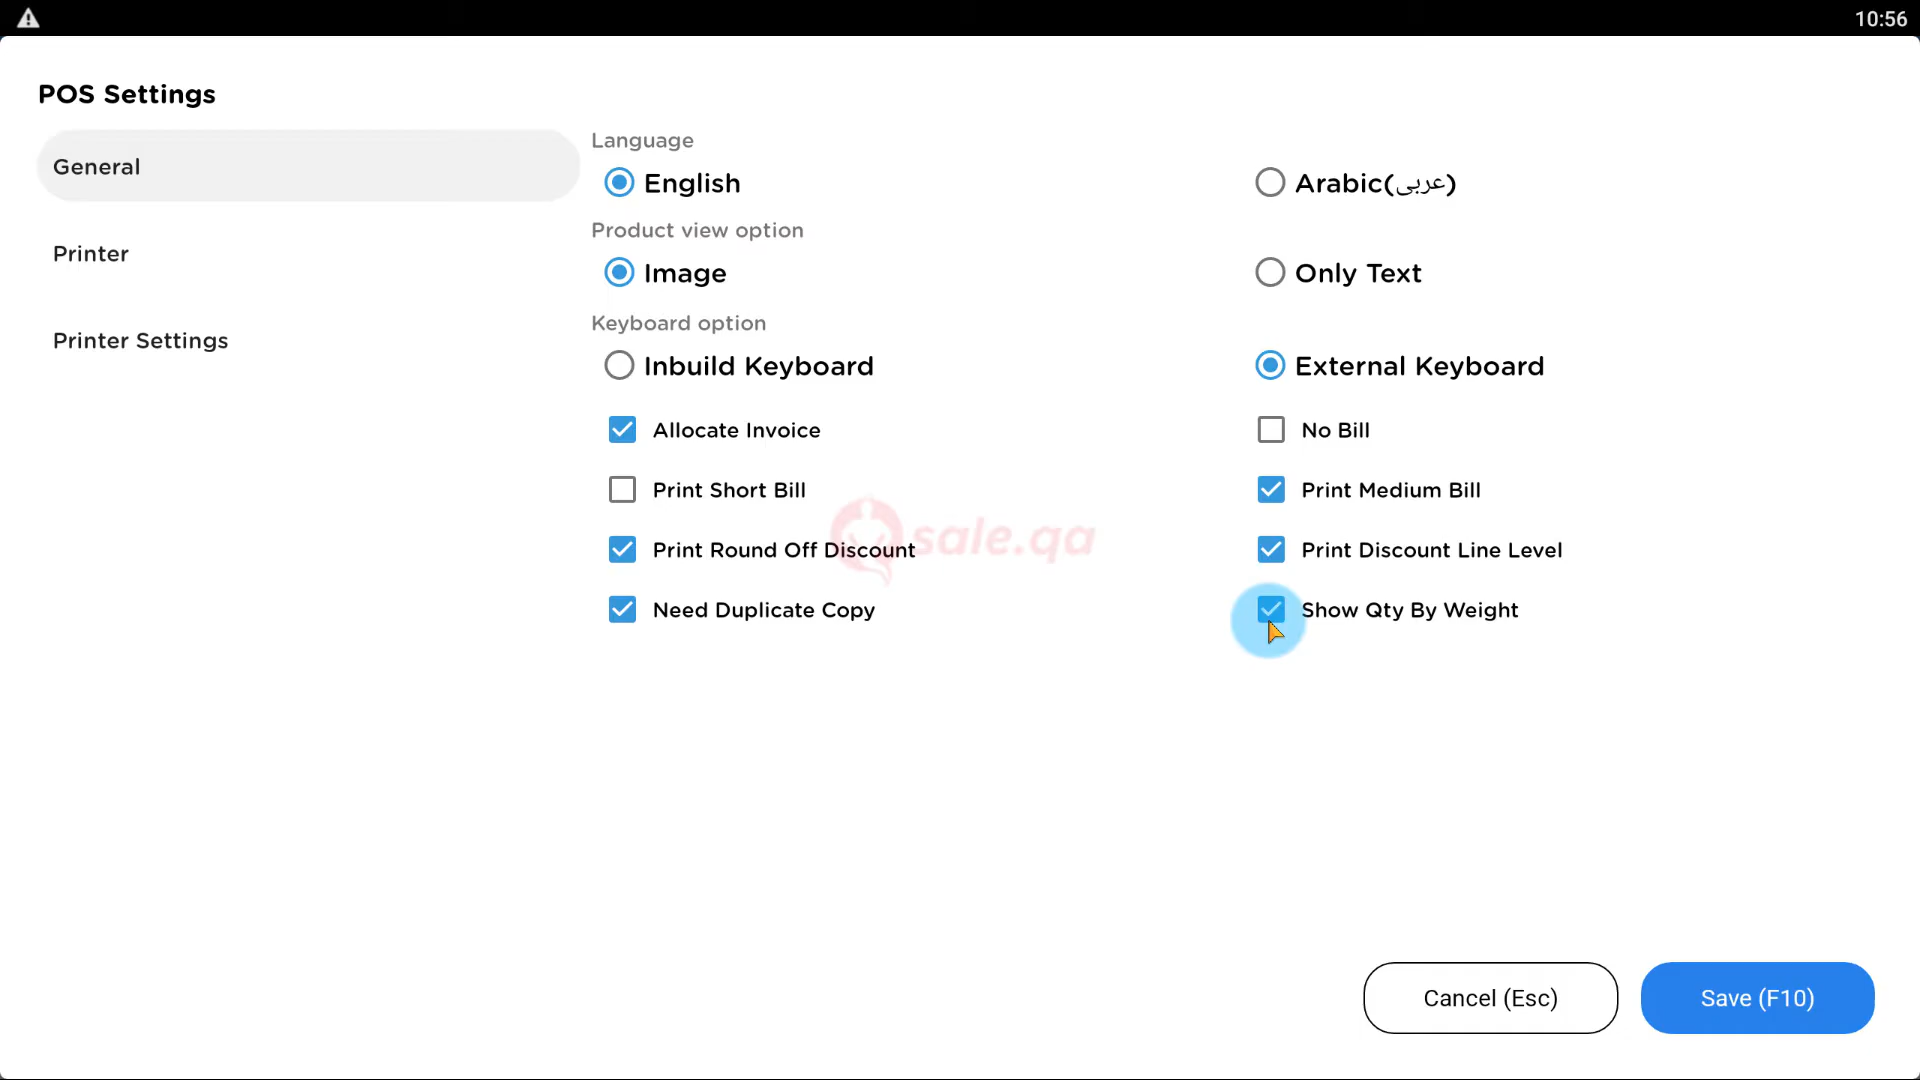 10:56
POS Settings
General
Printer
Printer Settings
Language
English
Arabic(عربى)
Product view option
Image
Only Text
Keyboard option
Inbuild Keyboard
External Keyboard
Allocate Invoice
No Bill
Print Short Bill
Print Medium Bill
sale.qa
Print Round Off Discount
Print Discount Line Level
Need Duplicate Copy
Show Qty By Weight
Cancel (Esc)
Save (F10)